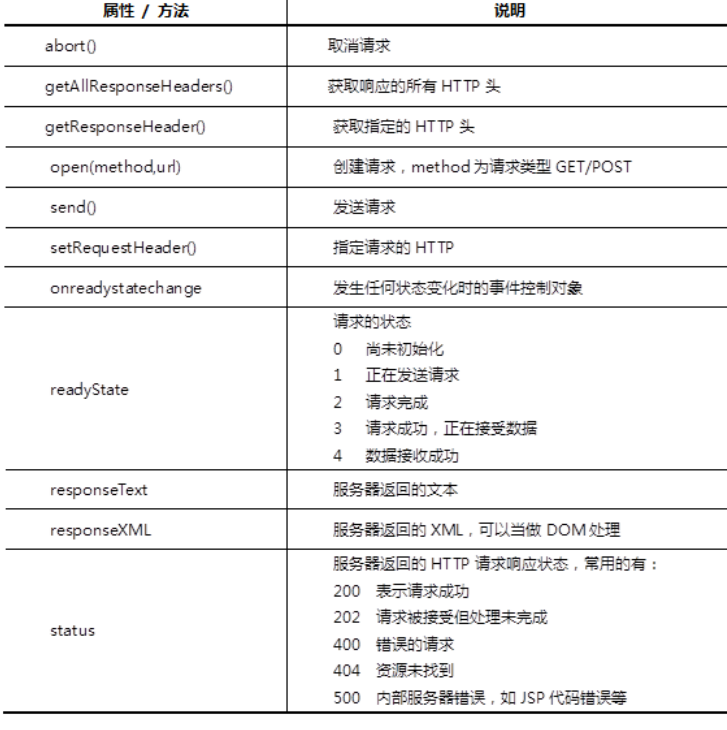 属性 / 方法 说明
abort() 取消请求
getAllResponseHeaders() 获取响应的所有 HTTP 头
getResponseHeader() 获取指定的 HTTP 头
open(method,url) 创建请求，method 为请求类型 GET/POST
send() 发送请求
setRequestHeader() 指定请求的 HTTP
onreadystatechange 发生任何状态变化时的事件控制对象
readyState
请求的状态
0 尚未初始化
1 正在发送请求
2 请求完成
3 请求成功，正在接受数据
4 数据接收成功
responseText 服务器返回的文本
responseXML 服务器返回的 XML，可以当做 DOM 处理
status
服务器返回的 HTTP 请求响应状态，常用的有：
200 表示请求成功
202 请求被接受但处理未完成
400 错误的请求
404 资源未找到
500 内部服务器错误，如 JSP 代码错误等